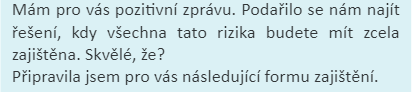 Mám pro vás pozitivní zprávu. Podařilo se nám najít
řešení, kdy všechna tato rizika budete mít zcela
zajištěna. Skvělé, že?
Připravila jsem pro vás následující formu zajištění.